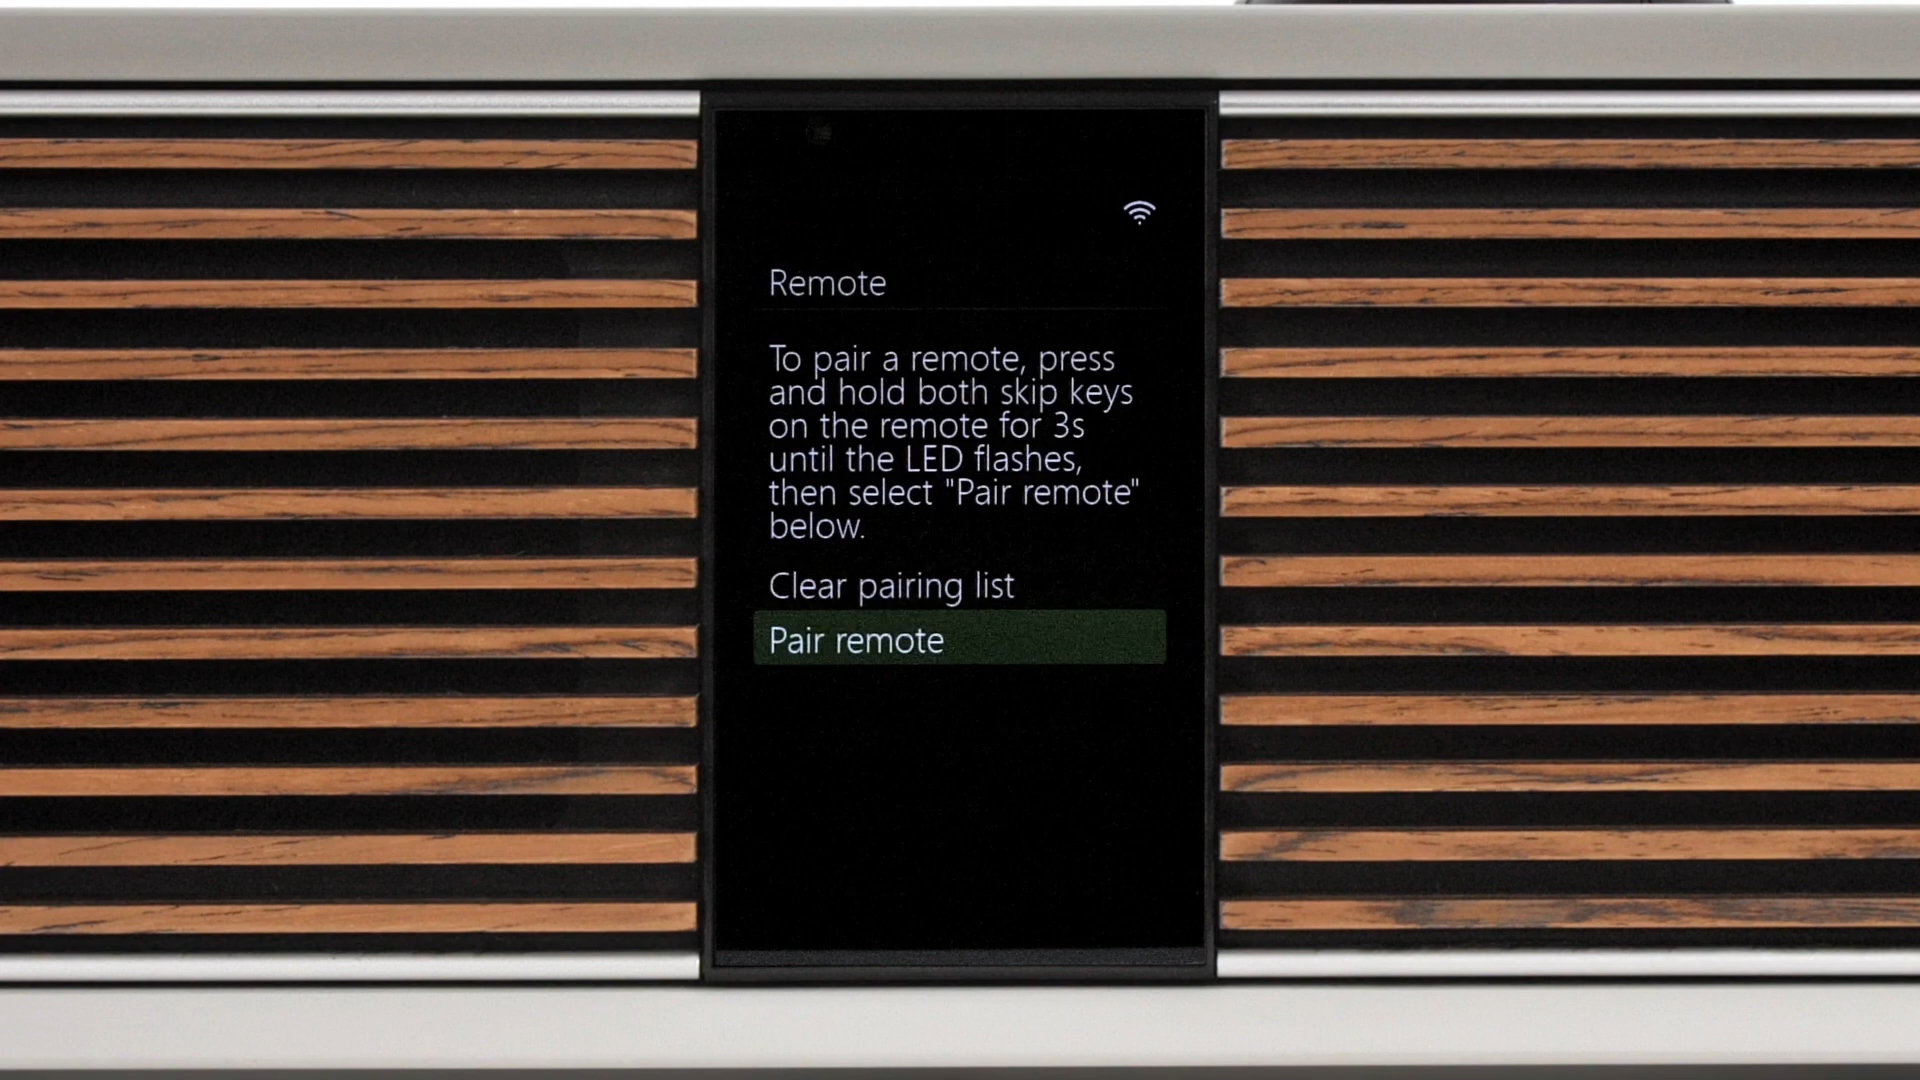 Remote
To pair a remote, press
and hold both skip keys
on the remote for 3s
until the LED flashes,
then select "Pair remote"
below.
Clear pairing list
Pair remote